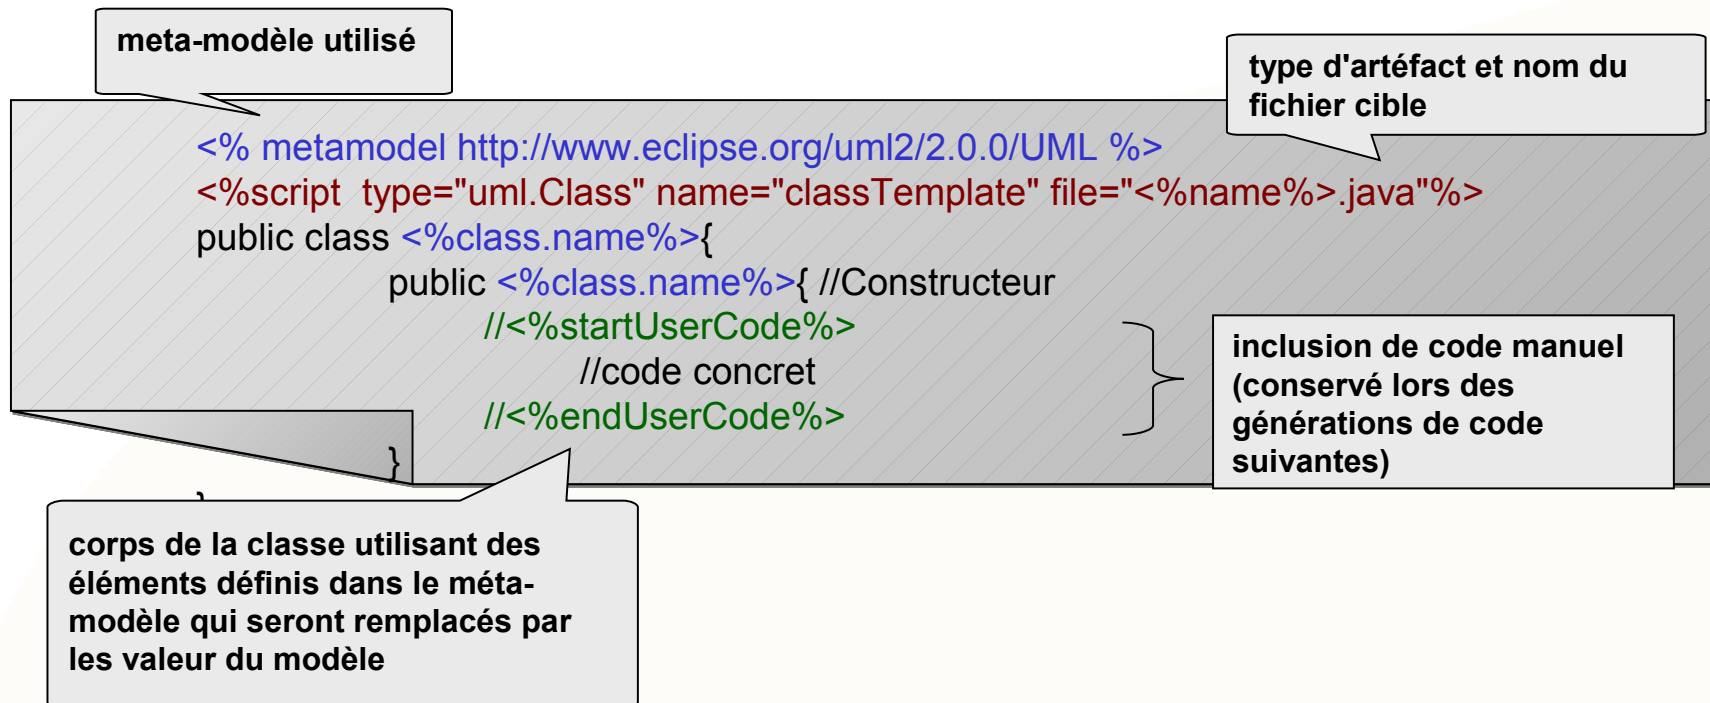 meta-modèle utilisé
type d'artéfact et nom du
fichier cible
<% metamodel http://www.eclipse.org/uml2/2.0.0/UML %>
<%script type="uml.Class" name="classTemplate" file="<%name%>.java"%>
public class <%class.name%>{
public <%class.name%>{ //Constructeur
//<%startUserCode%>
//code concret
//<%endUserCode%>
}
}
inclusion de code manuel
(conservé lors des
générations de code
suivantes)
corps de la classe utilisant des
éléments définis dans le méta-
modèle qui seront remplacés par
les valeur du modèle